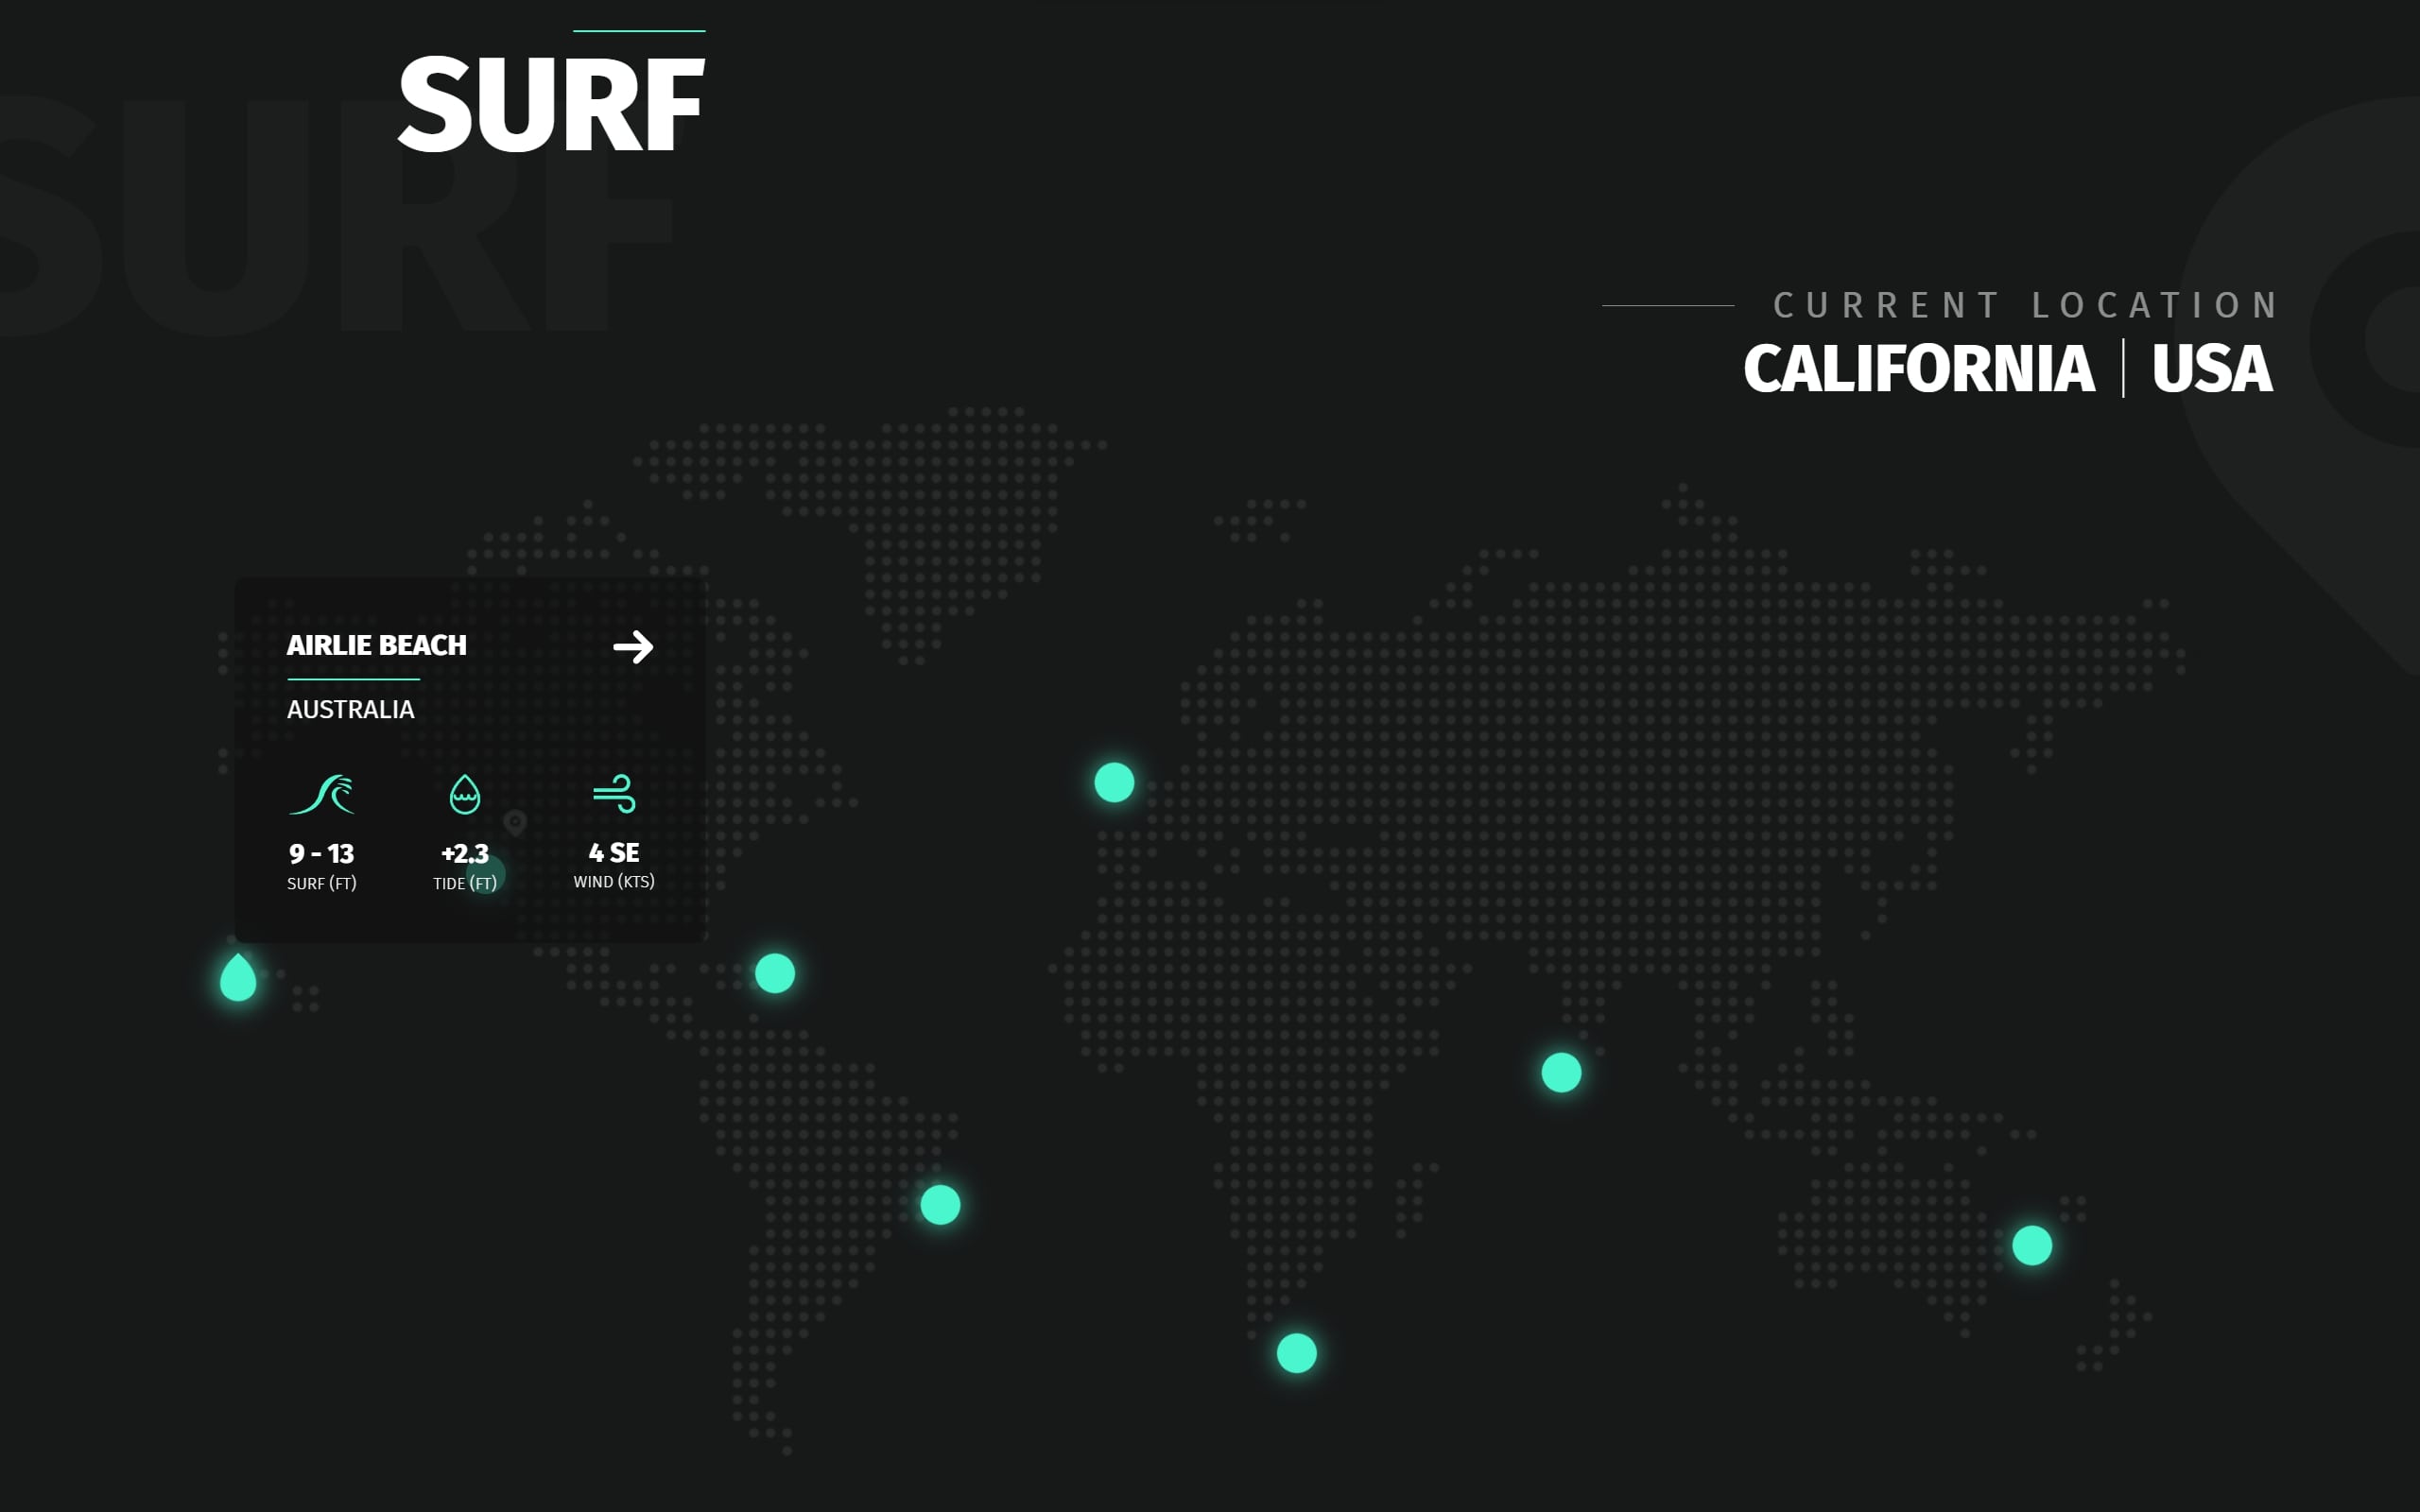 SURF
SURF
CURRENT LOCATION
CALIFORNIA | USA
AIRLIE BEACH
AUSTRALIA
9 - 13 +2.3 4 SE
SURF (FT) TIDE (FT) WIND (KTS)